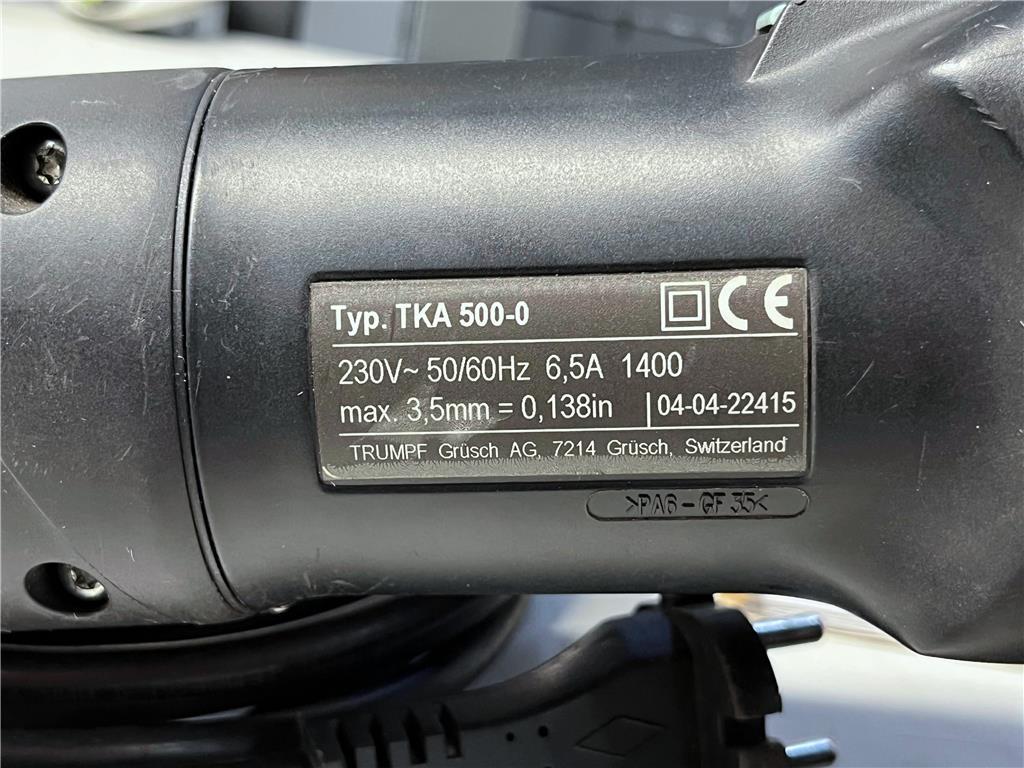 Typ. TKA 500-0 CE
230V~ 50/60Hz 6,5A 1400
max. 3,5mm = 0,138in 04-04-22415
TRUMPF Grüsch AG, 7214 Grüsch, Switzerland
>PA6-GF35<